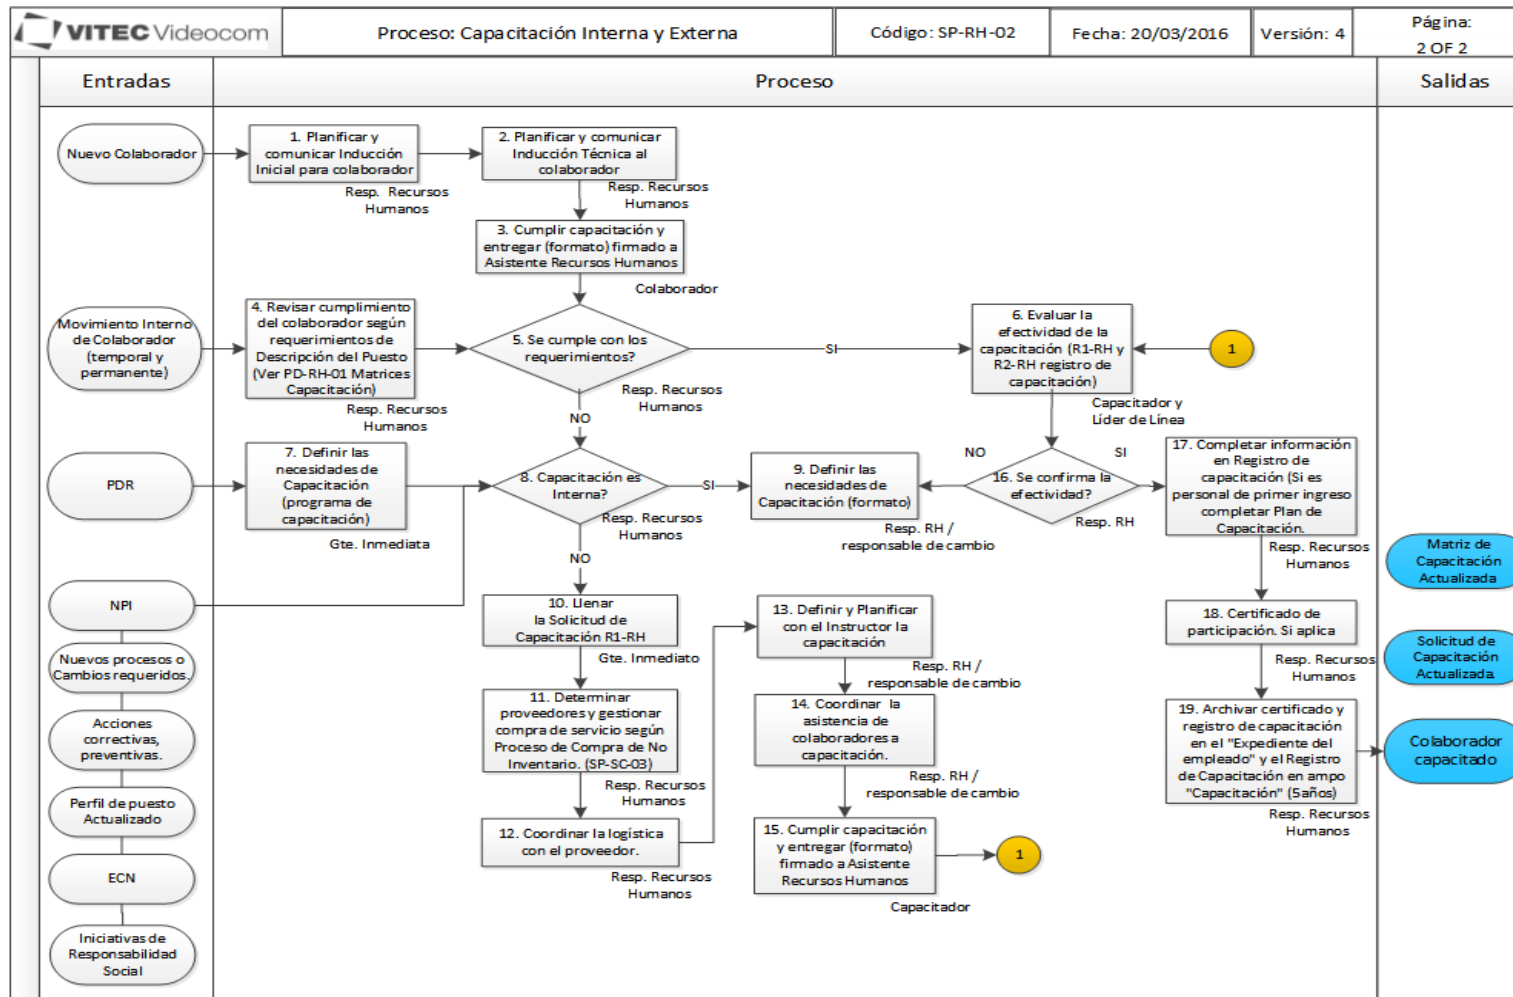 VITEC Videocom
Proceso: Capacitación Interna y Externa
Código: SP-RH-02
Fecha: 20/03/2016
Versión: 4
Página:
2 OF 2
Entradas
Proceso
Salidas
Nuevo Colaborador
1. Planificar y
comunicar Inducción
Inicial para colaborador
Resp. Recursos
Humanos
2. Planificar y comunicar
Inducción Técnica al
colaborador
Resp. Recursos
Humanos
3. Cumplir capacitación y
entregar (formato) firmado a
Asistente Recursos Humanos
Colaborador
Movimiento Interno
de Colaborador
(temporal y
permanente)
4. Revisar cumplimiento
del colaborador según
requerimientos de
Descripción del Puesto
(Ver PD-RH-01 Matrices
Capacitación)
Resp. Recursos
Humanos
5. Se cumple con los
requerimientos?
Resp. Recursos
Humanos
SI
NO
6. Evaluar la
efectividad de la
capacitación (R1-RH y
R2-RH registro de
capacitación)
Capacitador y
Líder de Línea
1
PDR
7. Definir las
necesidades de
Capacitación
(programa de
capacitación)
Gte. Inmediata
8. Capacitación es
Interna?
Resp. Recursos
Humanos
SI
NO
9. Definir las
necesidades de
Capacitación (formato)
Resp. RH /
responsable de cambio
NO
SI
16. Se confirma la
efectividad?
Resp. RH
17. Completar información
en Registro de
capacitación (Si es
personal de primer ingreso
completar Plan de
Capacitación.
Resp. Recursos
Humanos
Matriz de
Capacitación
Actualizada
NPI
10. Llenar
la Solicitud de
Capacitación R1-RH
Gte. Inmediato
13. Definir y Planificar
con el Instructor la
capacitación
Resp. RH /
responsable de cambio
18. Certificado de
participación. Si aplica
Resp. Recursos
Humanos
Solicitud de
Capacitación
Actualizada.
Nuevos procesos o
Cambios requeridos.
11. Determinar
proveedores y gestionar
compra de servicio según
Proceso de Compra de No
Inventario. (SP-SC-03)
Resp. Recursos
Humanos
14. Coordinar la
asistencia de
colaboradores a
capacitación.
Resp. RH /
responsable de cambio
19. Archivar certificado y
registro de capacitación
en el "Expediente del
empleado" y el Registro
de Capacitación en ampo
"Capacitación" (5años)
Resp. Recursos
Humanos
Colaborador
capacitado
Acciones
correctivas,
preventivas.
Perfil de puesto
Actualizado
12. Coordinar la logística
con el proveedor.
Resp. Recursos
Humanos
15. Cumplir capacitación
y entregar (formato)
firmado a Asistente
Recursos Humanos
Capacitador
1
ECN
Iniciativas de
Responsabilidad
Social